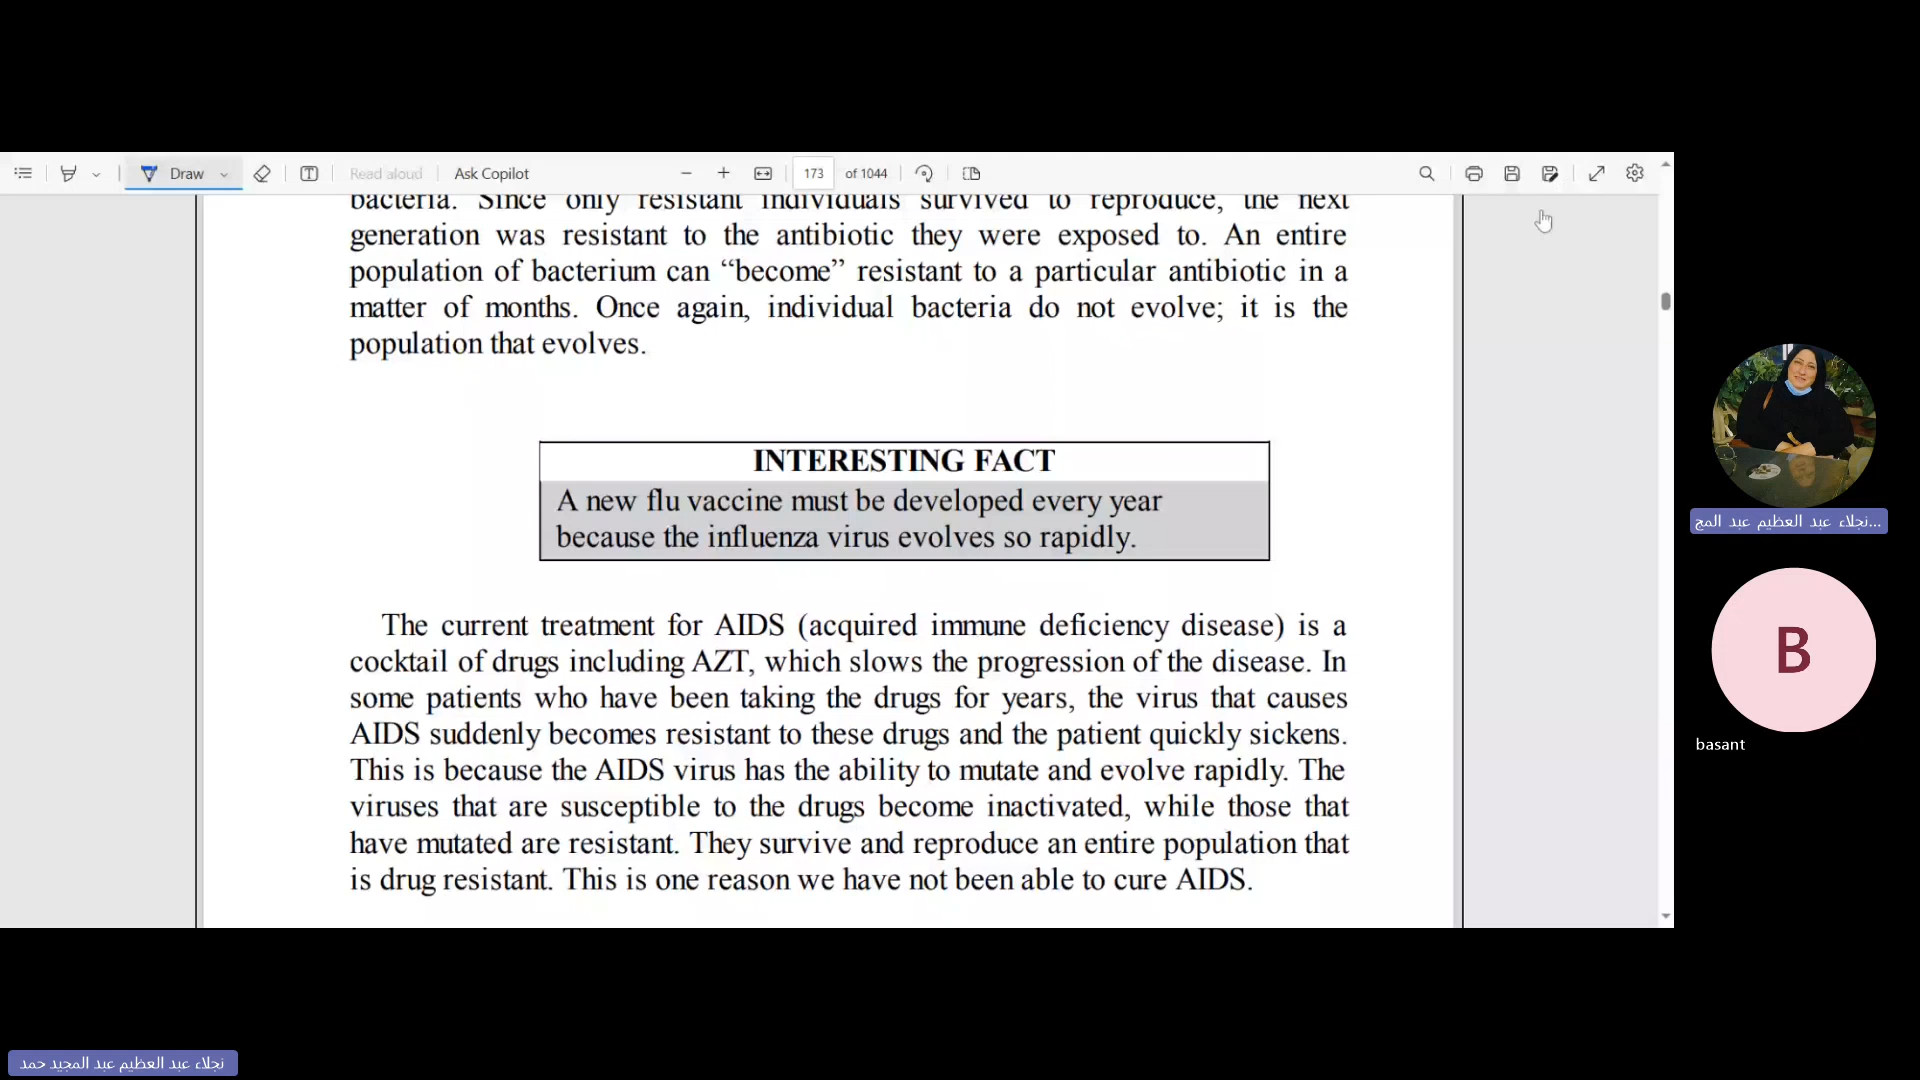 Draw
Read aloud
Ask Copilot
173 of 1044
bacteria. Since only resistant individuals survived to reproduce, the next
generation was resistant to the antibiotic they were exposed to. An entire
population of bacterium can “become” resistant to a particular antibiotic in a
matter of months. Once again, individual bacteria do not evolve; it is the
population that evolves.
INTERESTING FACT
A new flu vaccine must be developed every year
because the influenza virus evolves so rapidly.
The current treatment for AIDS (acquired immune deficiency disease) is a
cocktail of drugs including AZT, which slows the progression of the disease. In
some patients who have been taking the drugs for years, the virus that causes
AIDS suddenly becomes resistant to these drugs and the patient quickly sickens.
This is because the AIDS virus has the ability to mutate and evolve rapidly. The
viruses that are susceptible to the drugs become inactivated, while those that
have mutated are resistant. They survive and reproduce an entire population that
is drug resistant. This is one reason we have not been able to cure AIDS.
نجلاء عبد العظيم عبد المج...
B
basant
نجلاء عبد العظيم عبد المجيد حمد